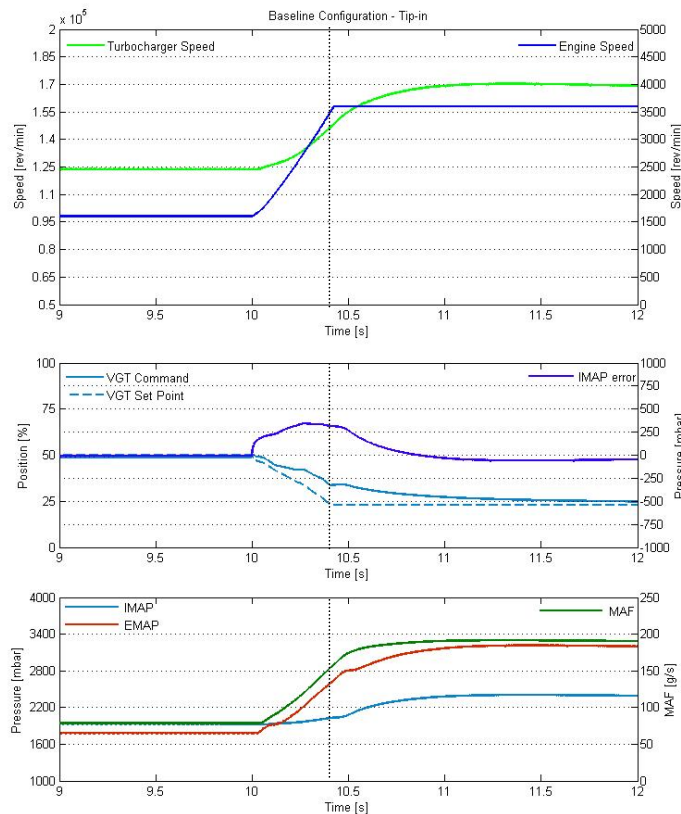 Baseline Configuration - Tip-in
x 10^5
2
1.85
1.7
1.55
1.4
1.25
1.1
0.95
0.8
0.65
0.5
Speed [rev/min]
Turbocharger Speed
Engine Speed
5000
4500
4000
3500
3000
2500
2000
1500
1000
500
0
Speed [rev/min]
9 9.5 10 10.5 11 11.5 12
Time [s]
100
75
50
25
0
Position [%]
VGT Command
VGT Set Point
IMAP error
1000
750
500
250
0
-250
-500
-750
-1000
Pressure [mbar]
9 9.5 10 10.5 11 11.5 12
Time [s]
4000
3400
2800
2200
1600
1000
Pressure [mbar]
IMAP
EMAP
MAF
250
200
150
100
50
0
MAF [g/s]
9 9.5 10 10.5 11 11.5 12
Time [s]